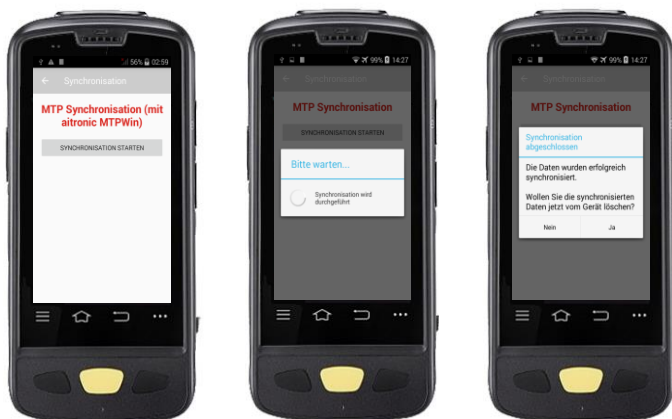 56% 02:59
Synchronisation
MTP Synchronisation (mit
aitronic MTPWin)
SYNCHRONISATION STARTEN
99% 14:27
Synchronisation
MTP Synchronisation
SYNCHRONISATION STARTEN
Bitte warten...
Synchronisation wird
durchgeführt
99% 14:27
Synchronisation
MTP Synchronisation
Synchronisation
abgeschlossen
Die Daten wurden erfolgreich
synchronisiert.
Wollen Sie die synchronisierten
Daten jetzt vom Gerät löschen?
Nein Ja